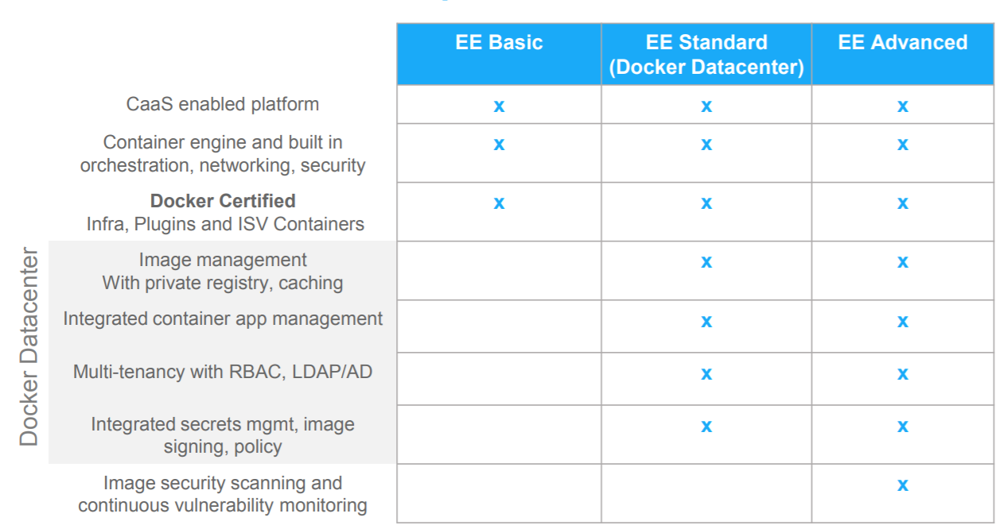 EE Basic
EE Standard
(Docker Datacenter)
EE Advanced
CaaS enabled platform
x x x
Container engine and built in
orchestration, networking, security
x x x
Docker Certified
Infra, Plugins and ISV Containers
x x x
Docker Datacenter
Image management
With private registry, caching
x x
Integrated container app management
x x
Multi-tenancy with RBAC, LDAP/AD
x x
Integrated secrets mgmt, image
signing, policy
x x
Image security scanning and
continuous vulnerability monitoring
x